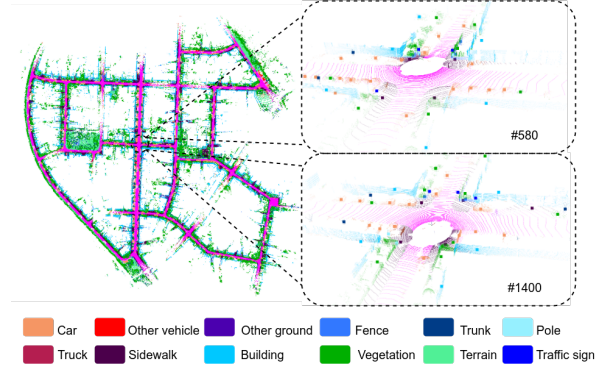 #580
#1400
Car Other vehicle Other ground Fence Trunk Pole
Truck Sidewalk Building Vegetation Terrain Traffic sign